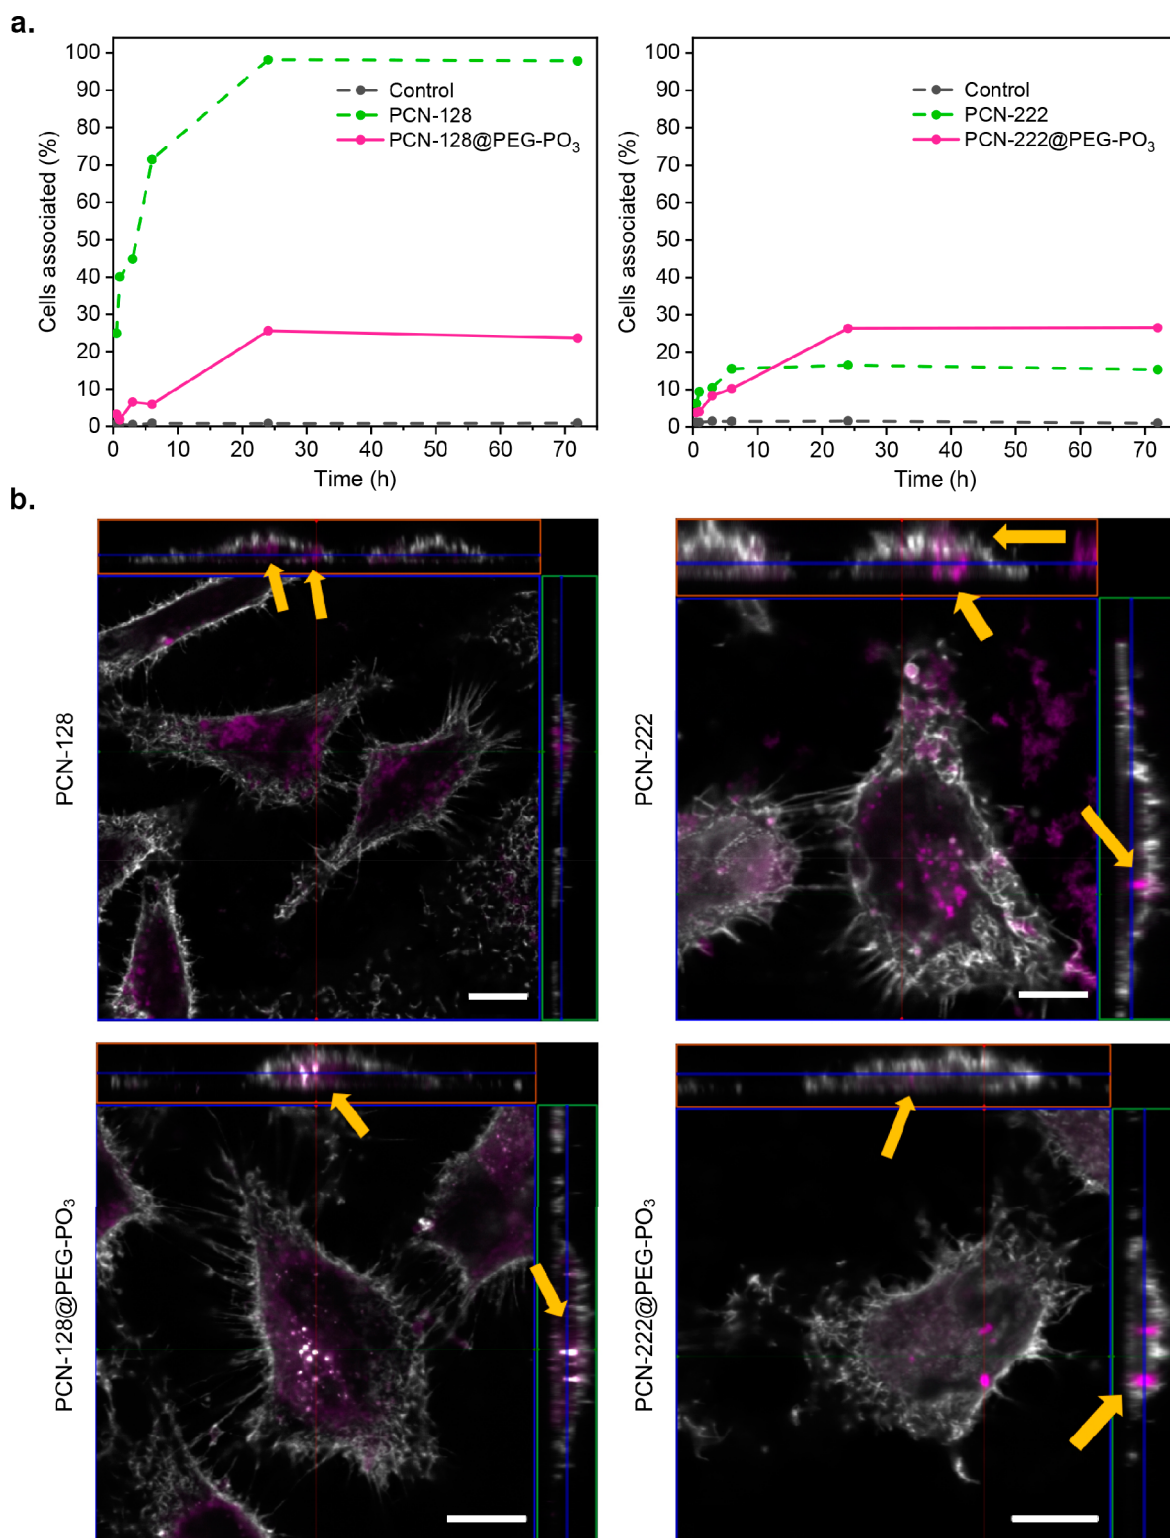 a.
100
90
80
70
60
50
40
30
20
10
0
Cells associated (%)
Control
PCN-128
PCN-128@PEG-PO₃
0 10 20 30 40 50 60 70
Time (h)
100
90
80
70
60
50
40
30
20
10
0
Cells associated (%)
Control
PCN-222
PCN-222@PEG-PO₃
0 10 20 30 40 50 60 70
Time (h)
b.
PCN-128
PCN-222
PCN-128@PEG-PO₃
PCN-222@PEG-PO₃